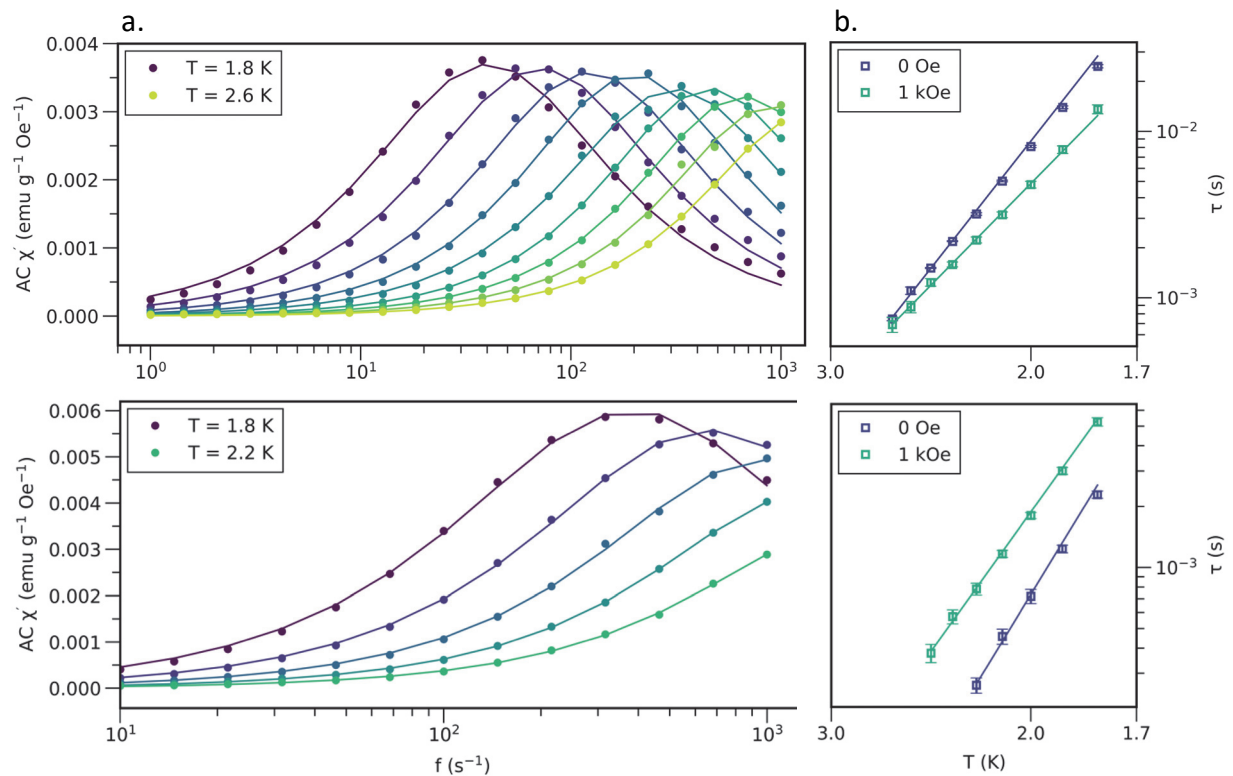 a.
b.
0.004
0.003
0.002
0.001
0.000
AC χ′ (emu g⁻¹ Oe⁻¹)
T = 1.8 K
T = 2.6 K
10⁰
10¹
10²
10³
0 Oe
1 kOe
10⁻²
10⁻³
τ (s)
3.0
2.0
1.7
0.006
0.005
0.004
0.003
0.002
0.001
0.000
AC χ′ (emu g⁻¹ Oe⁻¹)
T = 1.8 K
T = 2.2 K
10¹
10²
10³
f (s⁻¹)
0 Oe
1 kOe
10⁻³
τ (s)
3.0
2.0
1.7
T (K)